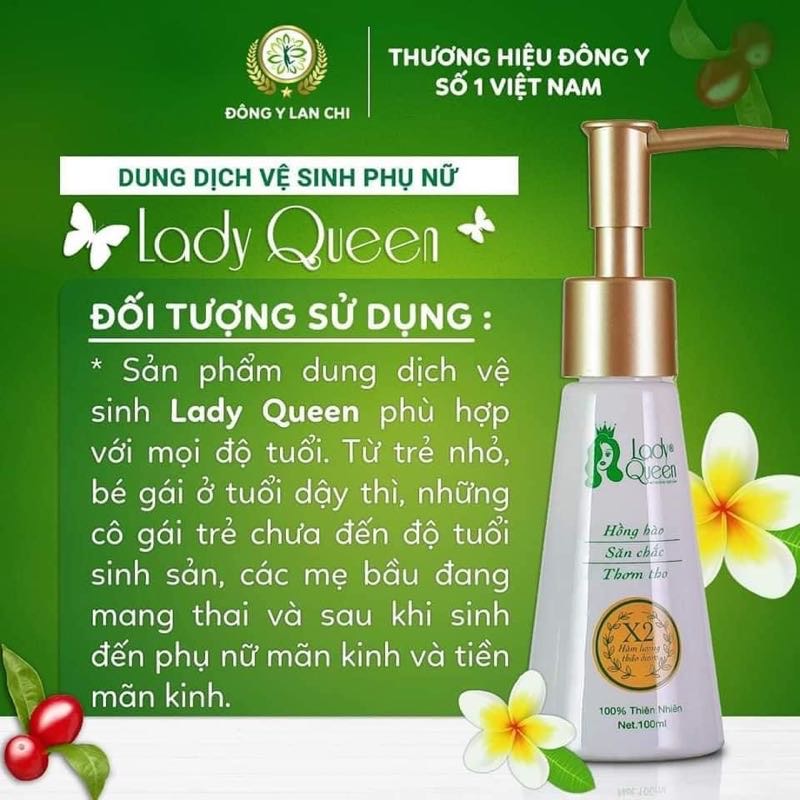 ĐÔNG Y LAN CHI
THƯƠNG HIỆU ĐÔNG Y
SỐ 1 VIỆT NAM
DUNG DỊCH VỆ SINH PHỤ NỮ
Lady Queen
ĐỐI TƯỢNG SỬ DỤNG :
* Sản phẩm dung dịch vệ
sinh Lady Queen phù hợp
với mọi độ tuổi. Từ trẻ nhỏ,
bé gái ở tuổi dậy thì, những
cô gái trẻ chưa đến độ tuổi
sinh sản, các mẹ bầu đang
mang thai và sau khi sinh
đến phụ nữ mãn kinh và tiền
mãn kinh.
Lady®
Queen
Hồng hào
Săn chắc
Thơm tho
X2
Hàm lượng
thảo dược
100% Thiên Nhiên
Net.100ml